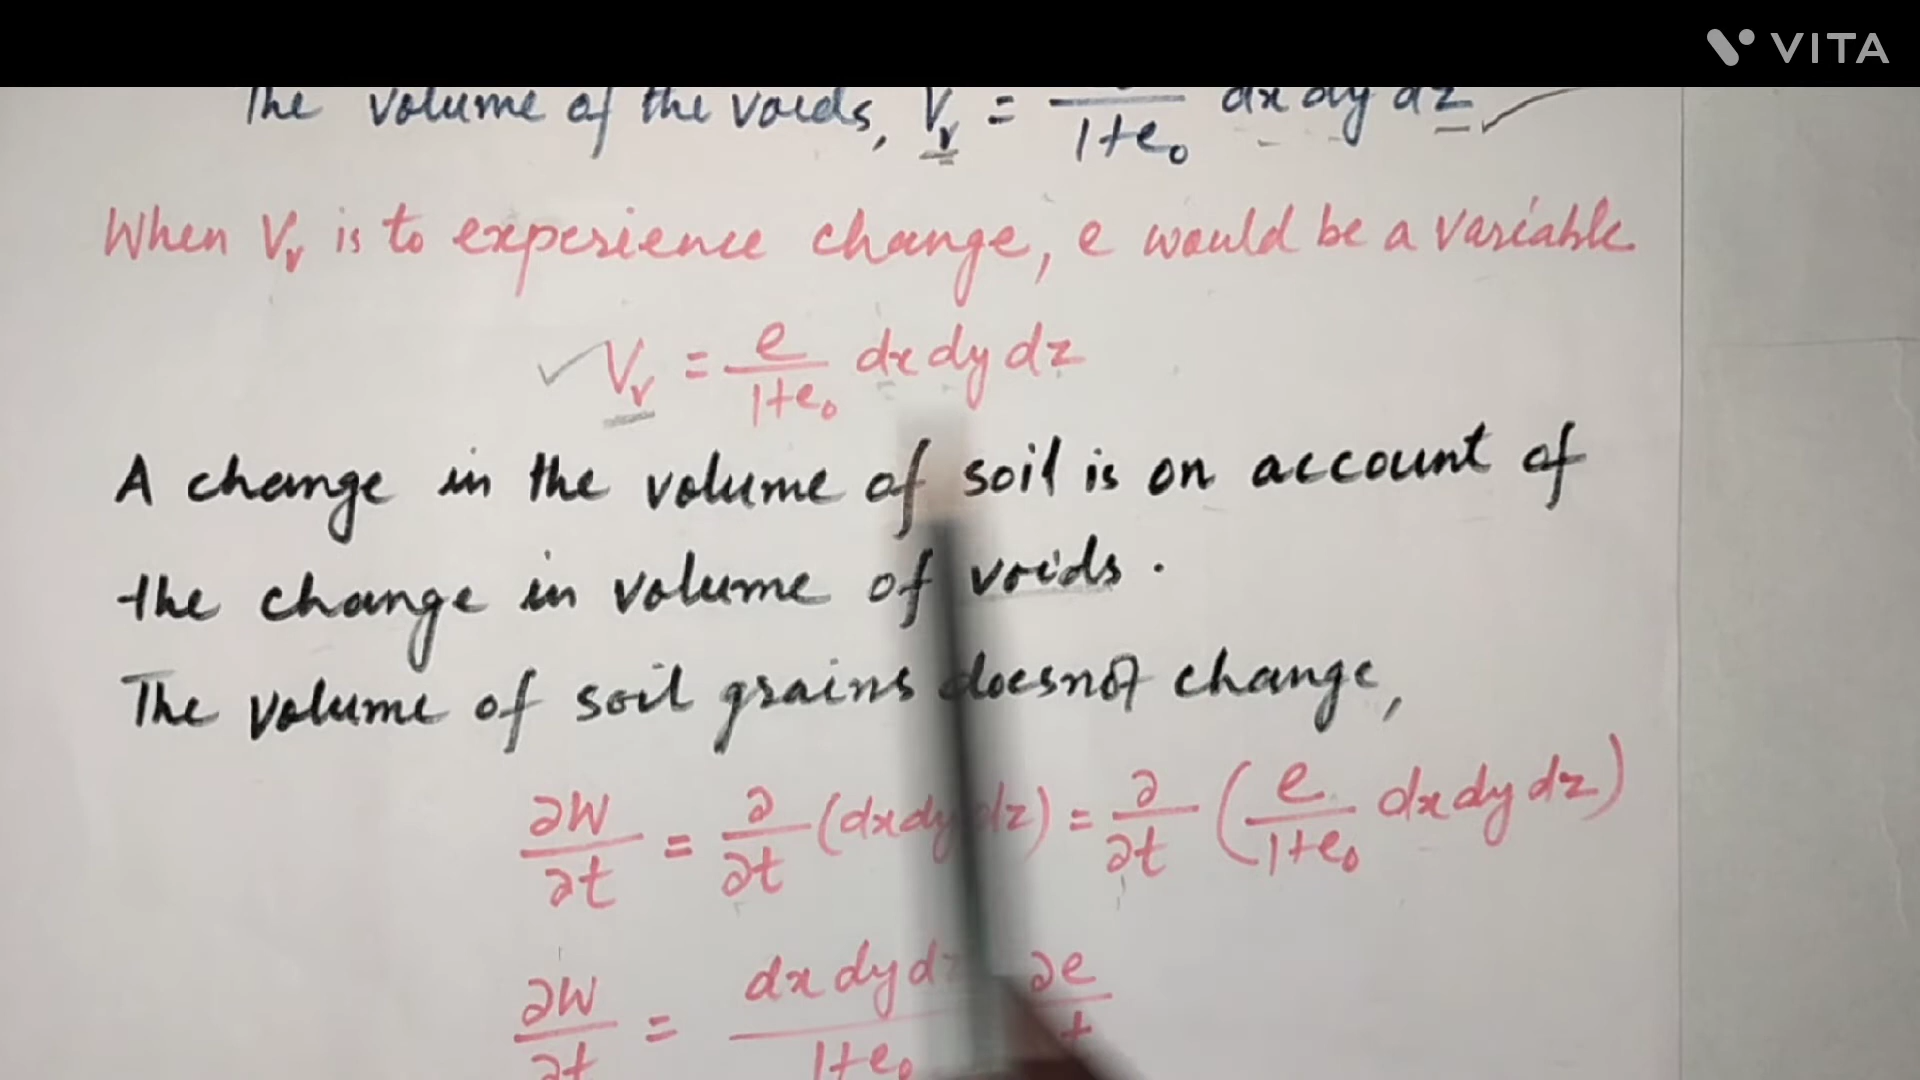 VITA
The volume of the voids, Vv = /1+e₀ dx dy dz
When Vv is to experience change, e would be a variable
Vv = e/1+e₀ dx dy dz
A change in the volume of soil is on account of
the change in volume of voids.
The volume of soil grains doesnot change,
∂W/∂t = ∂/∂t (dx dy dz) = ∂/∂t (e/1+e₀ dx dy dz)
∂W/∂t = dx dy dz/1+e₀ ∂e/∂t